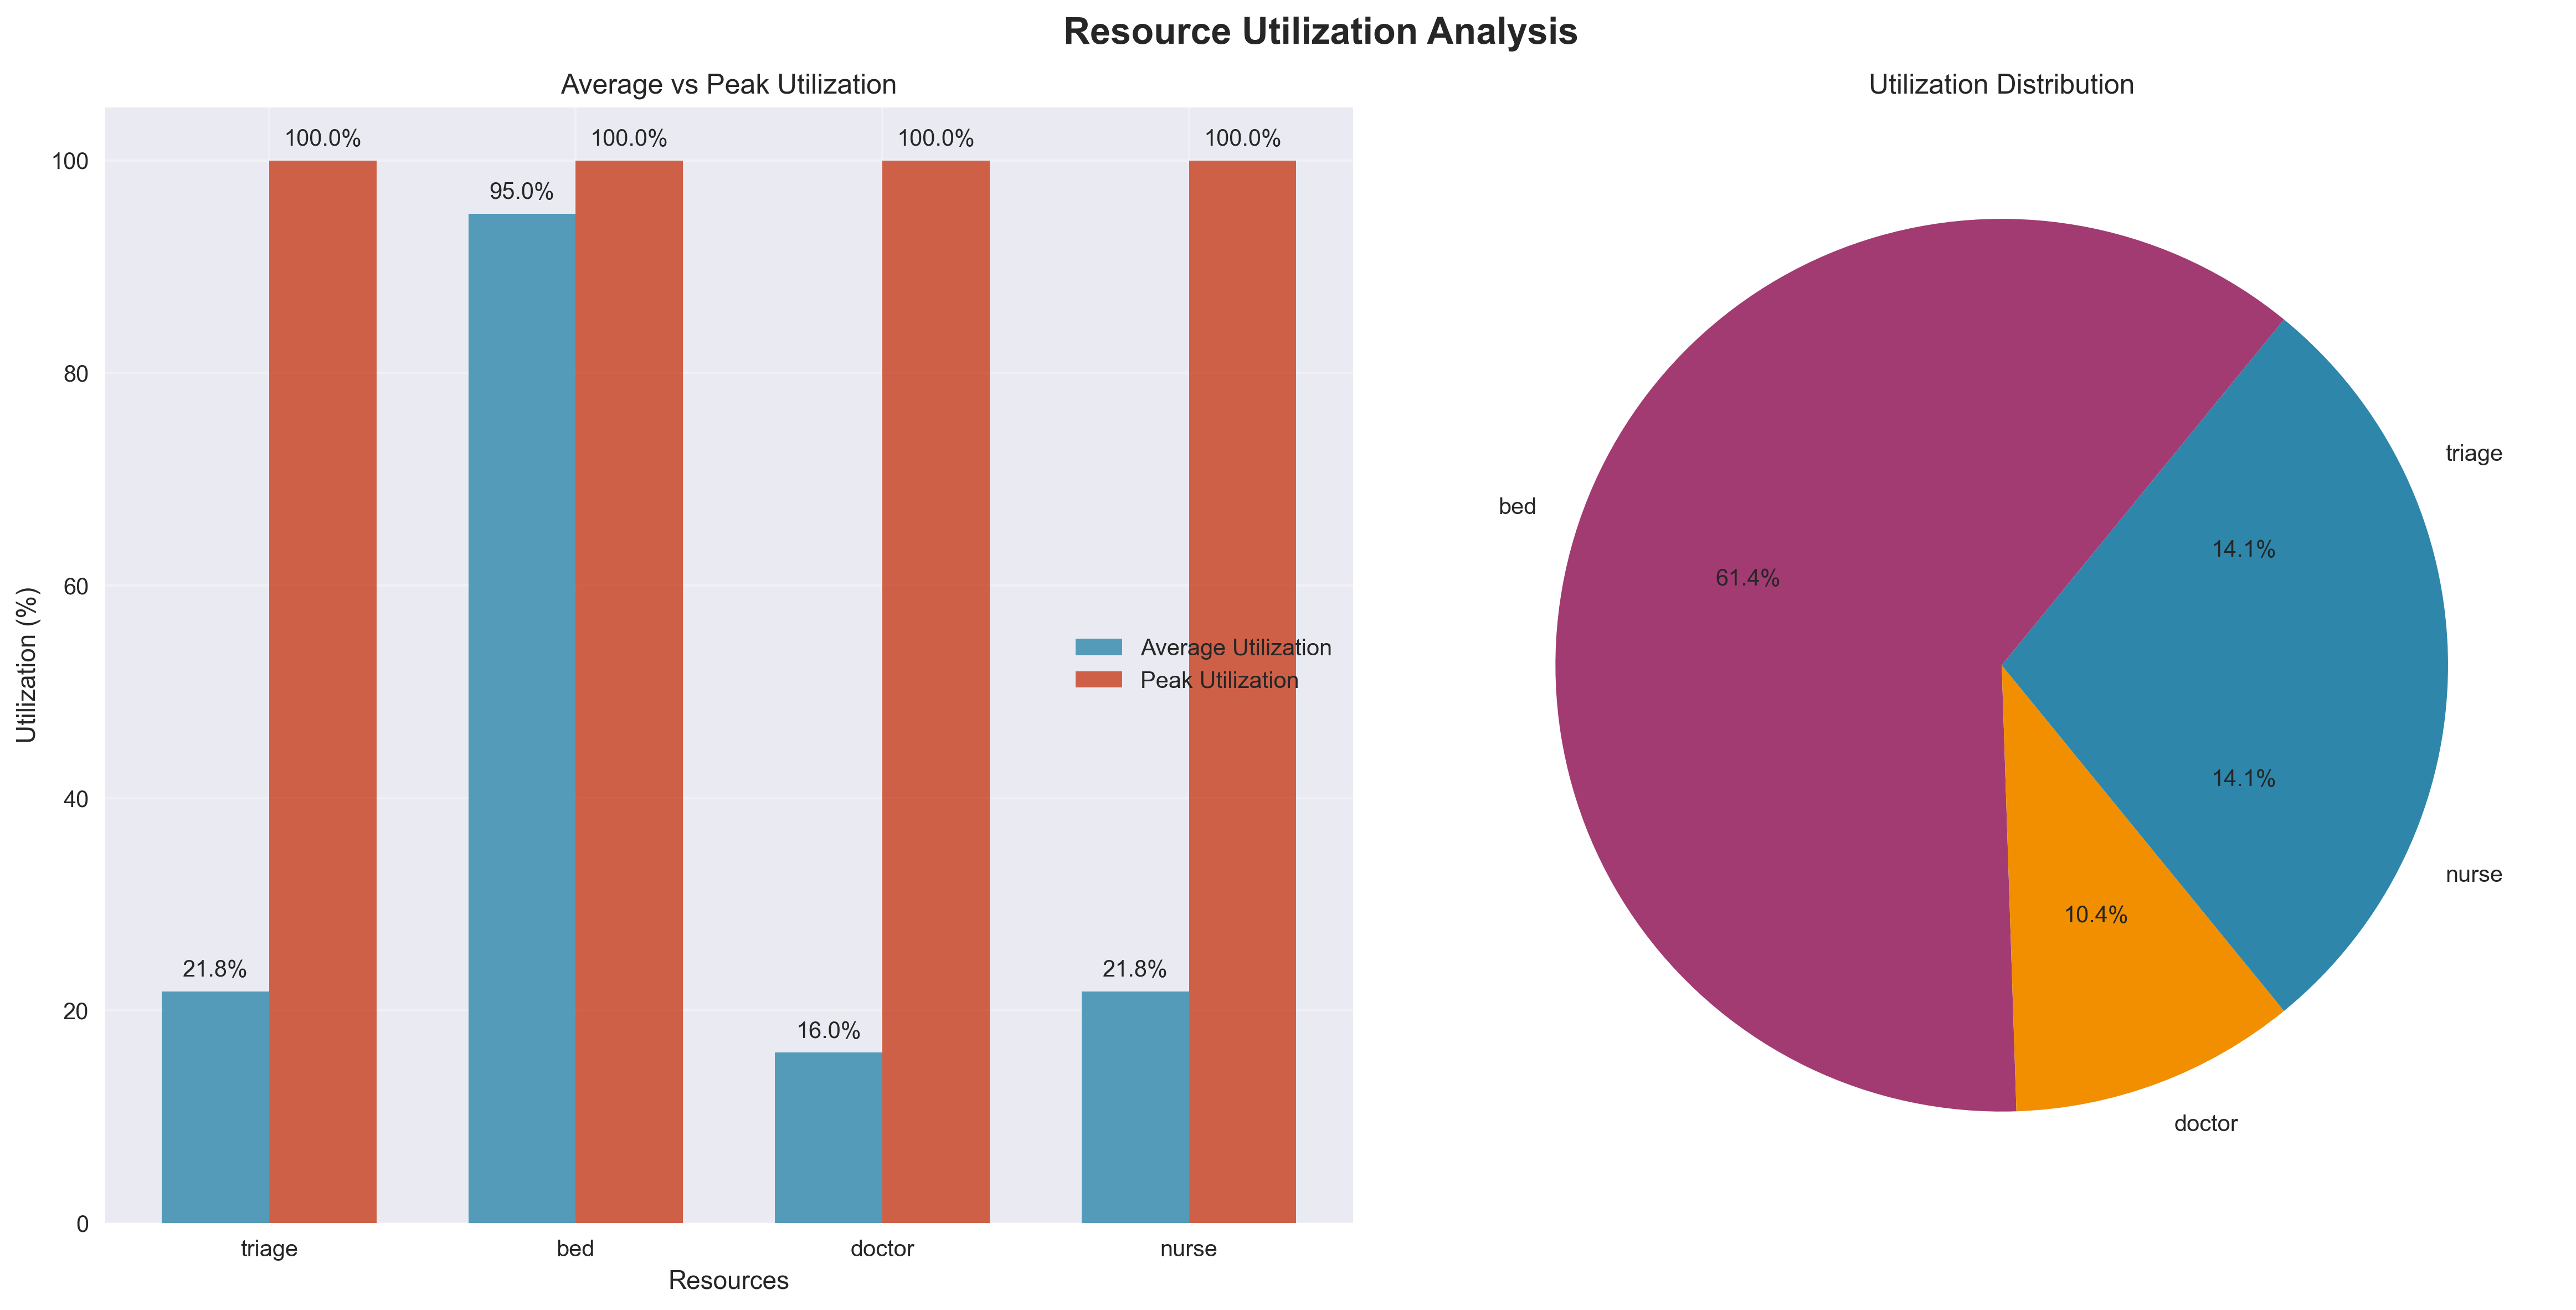 Resource Utilization Analysis
Average vs Peak Utilization
100.0%
100.0%
100.0%
100.0%
95.0%
21.8%
16.0%
21.8%
Utilization (%)
100
80
60
40
20
0
Average Utilization
Peak Utilization
triage
bed
doctor
nurse
Resources
Utilization Distribution
triage
bed
14.1%
61.4%
14.1%
nurse
10.4%
doctor